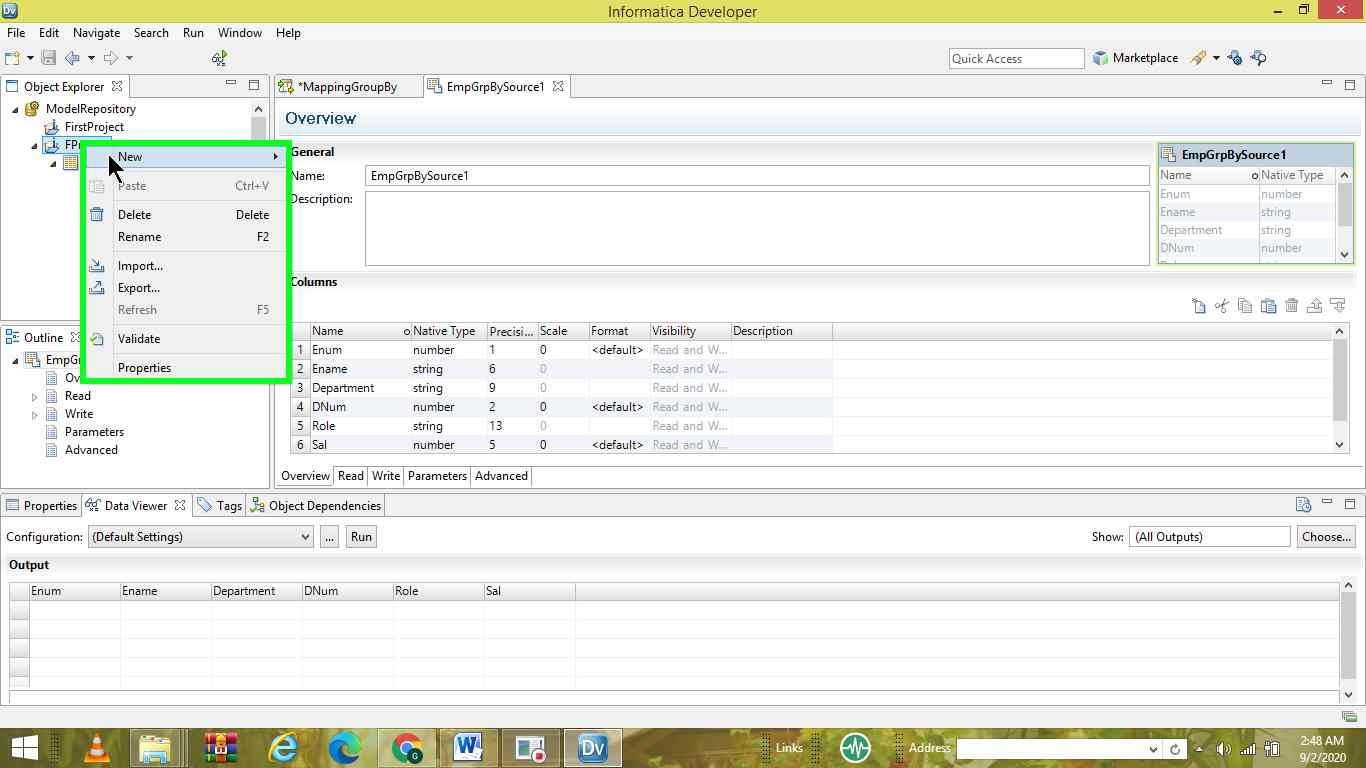 Informatica Developer
File Edit Navigate Search Run Window Help
Quick Access
Marketplace
Object Explorer
ModelRepository
FirstProject
New
Paste Ctrl+V
Delete Delete
Rename F2
Import...
Export...
Refresh F5
Validate
Properties
Outline
EmpGr
Ov
Read
Write
Parameters
Advanced
*MappingGroupBy
EmpGrpBySource1
Overview
General
Name: EmpGrpBySource1
Description:
EmpGrpBySource1
Name Native Type
Enum number
Ename string
Department string
DNum number
Columns
Name Native Type Precisi... Scale Format Visibility Description
1 Enum number 1 0 <default> Read and W...
2 Ename string 6 0 Read and W...
3 Department string 9 0 Read and W...
4 DNum number 2 0 <default> Read and W...
5 Role string 13 0 Read and W...
6 Sal number 5 0 <default> Read and W...
Overview Read Write Parameters Advanced
Properties Data Viewer Tags Object Dependencies
Configuration: (Default Settings) ... Run Show: (All Outputs) Choose...
Output
Enum Ename Department DNum Role Sal
Links Address
2:48 AM
9/2/2020